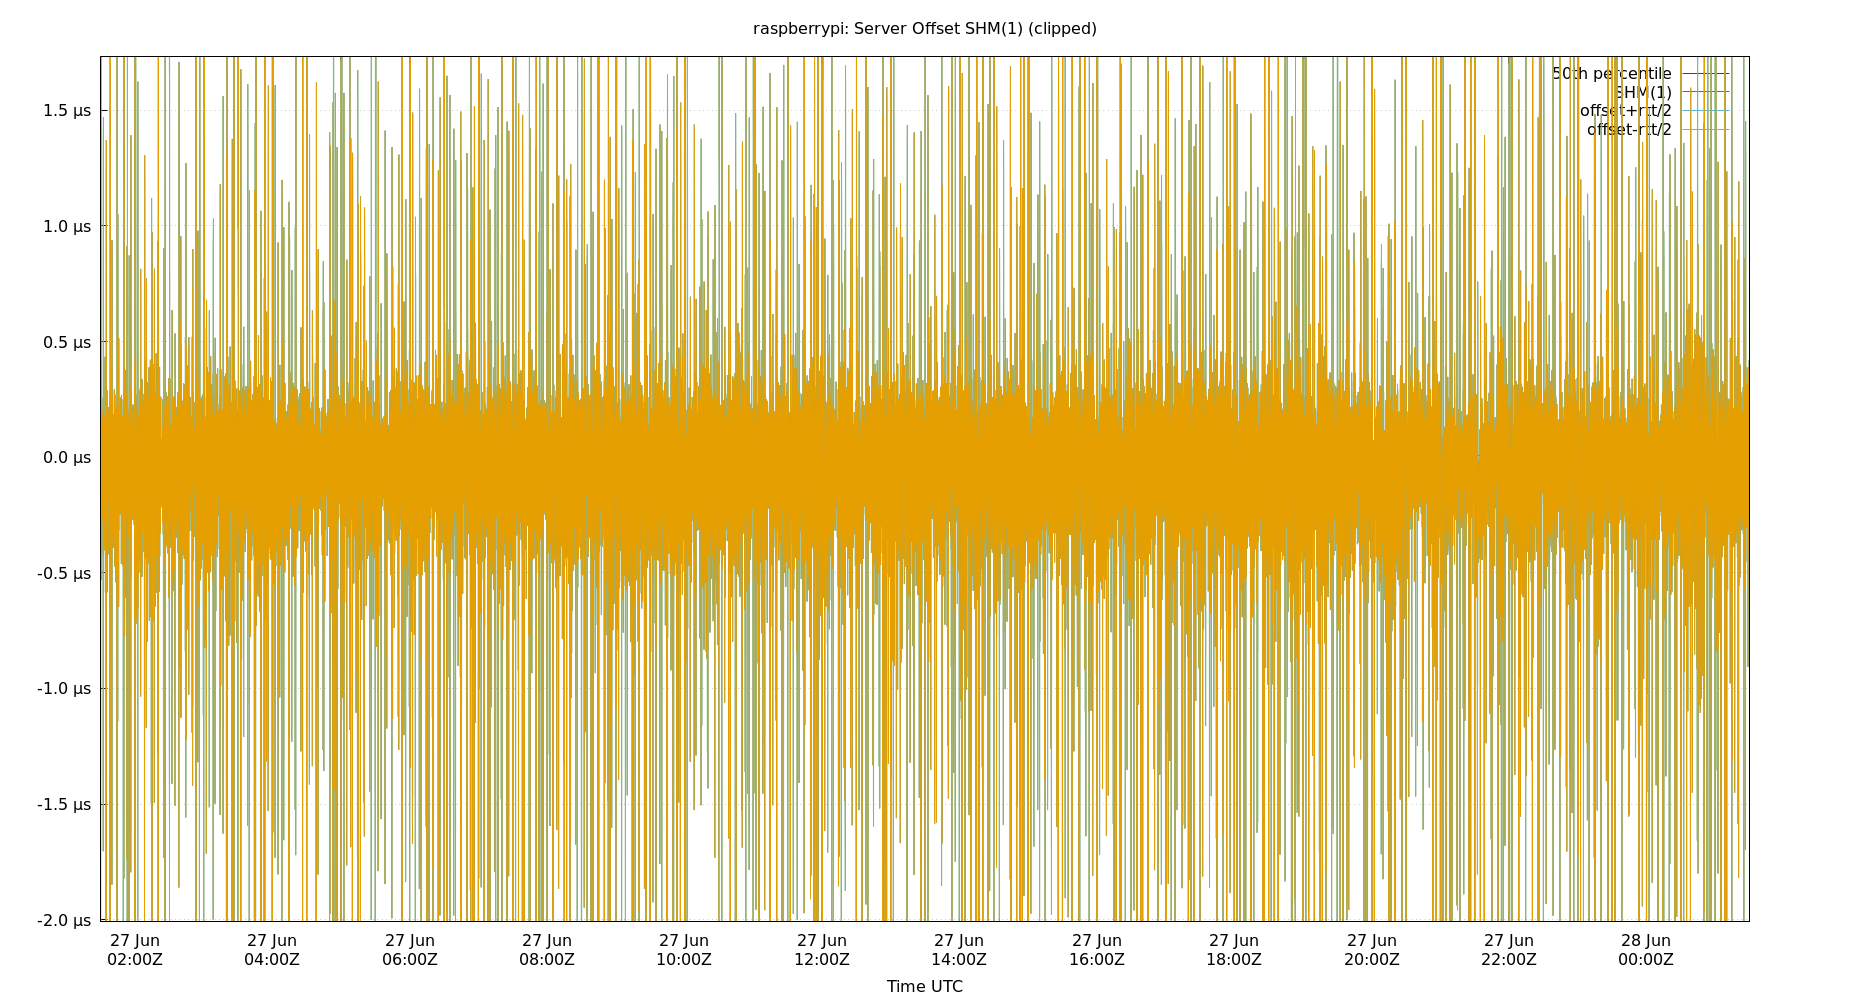 raspberrypi: Server Offset SHM(1) (clipped)
50th percentile
SHM(1)
offset+rtt/2
offset-rtt/2
1.5 µs
1.0 µs
0.5 µs
0.0 µs
-0.5 µs
-1.0 µs
-1.5 µs
-2.0 µs
27 Jun 27 Jun 27 Jun 27 Jun 27 Jun 27 Jun 27 Jun 27 Jun 27 Jun 27 Jun 27 Jun 28 Jun
02:00Z 04:00Z 06:00Z 08:00Z 10:00Z 12:00Z 14:00Z 16:00Z 18:00Z 20:00Z 22:00Z 00:00Z
Time UTC